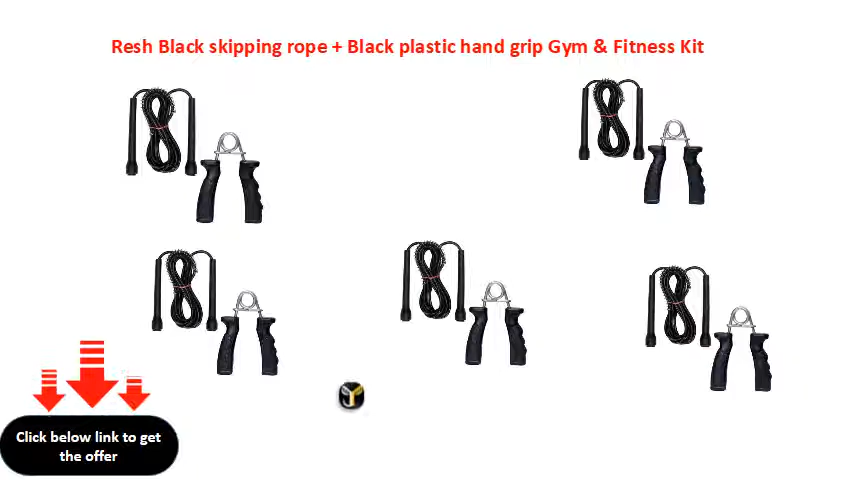 Resh Black skipping rope + Black plastic hand grip Gym & Fitness Kit
Click below link to get
the offer